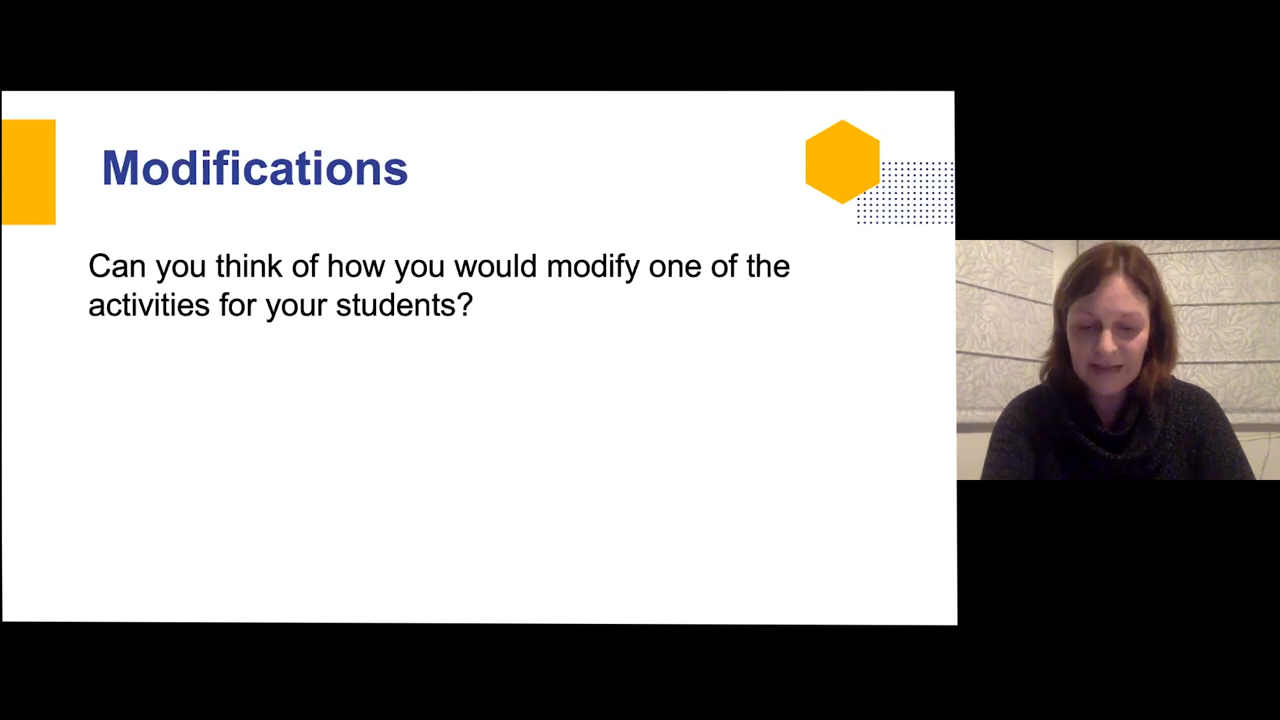 Modifications
Can you think of how you would modify one of the
activities for your students?